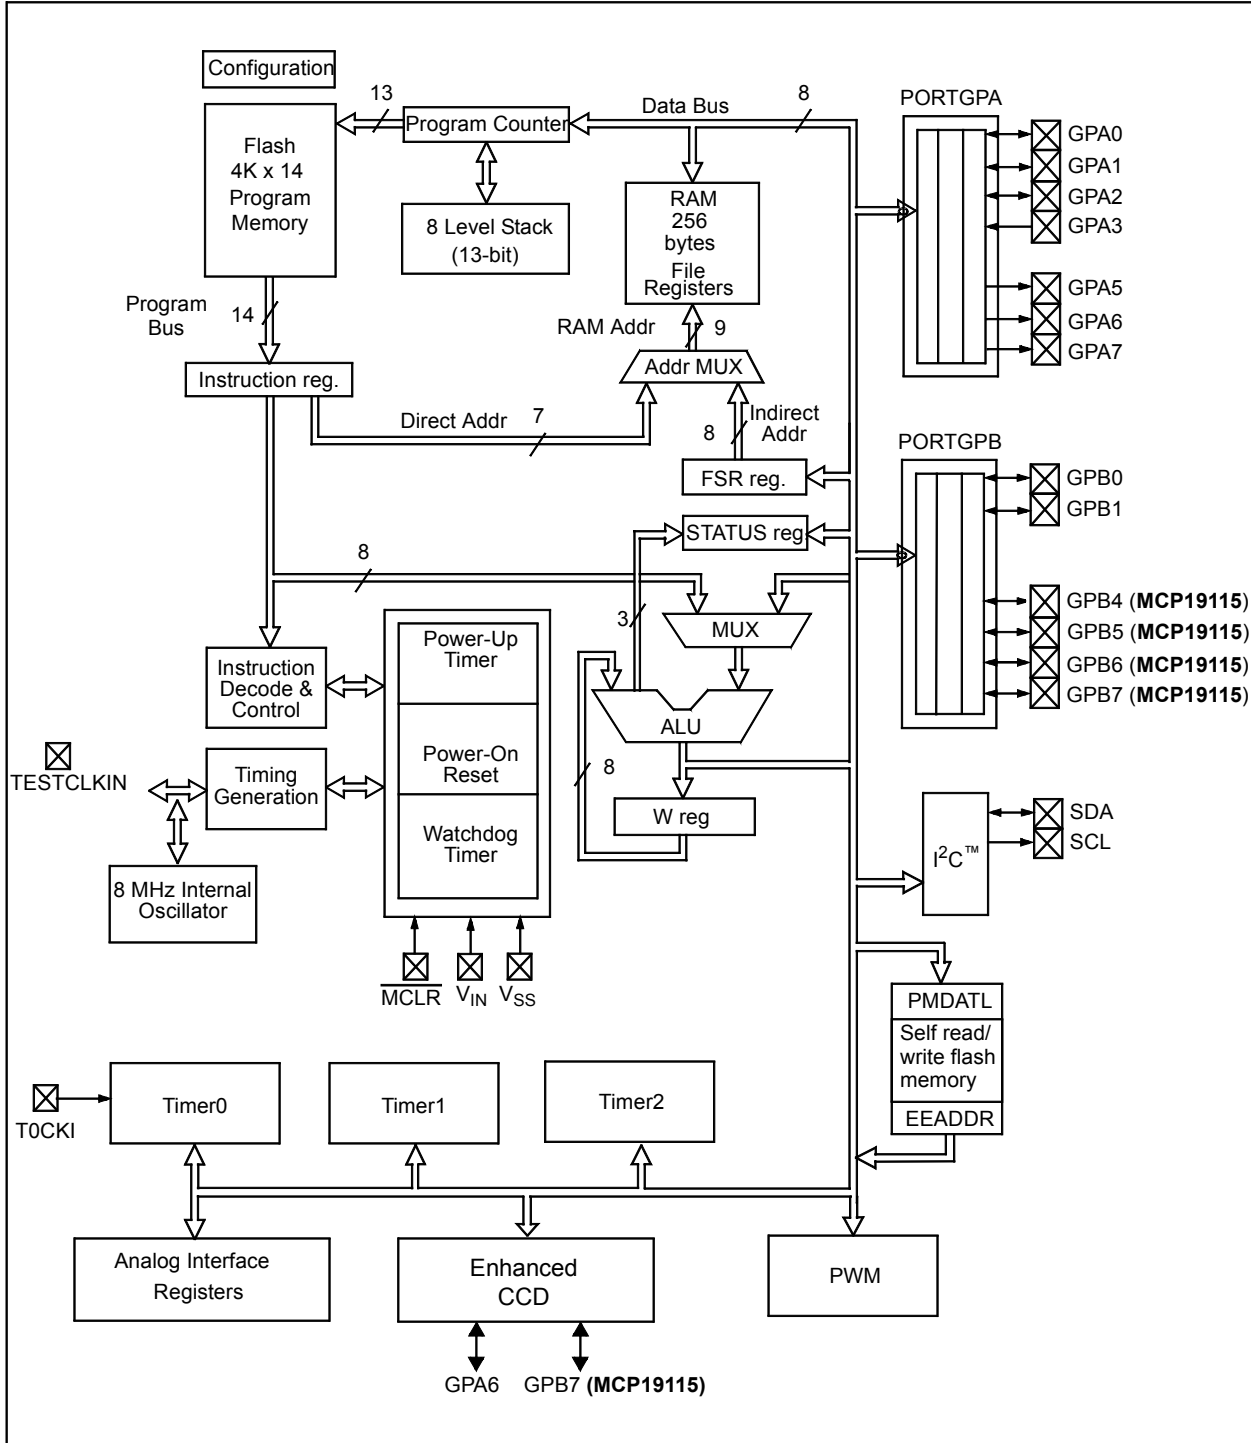 Configuration
13
Data Bus
8
PORTGPA
Program Counter
Flash
4K x 14
Program
Memory
8 Level Stack
(13-bit)
RAM
256
bytes
File
Registers
GPA0
GPA1
GPA2
GPA3
GPA5
GPA6
GPA7
Program
Bus
14
RAM Addr
9
Addr MUX
Instruction reg.
Direct Addr
7
8
Indirect
Addr
FSR reg.
PORTGPB
GPB0
GPB1
STATUS reg
8
3
MUX
GPB4 (MCP19115)
GPB5 (MCP19115)
GPB6 (MCP19115)
GPB7 (MCP19115)
Instruction
Decode &
Control
Power-Up
Timer
ALU
TESTCLKIN
Timing
Generation
Power-On
Reset
8
W reg
Watchdog
Timer
8 MHz Internal
Oscillator
I2C™
SDA
SCL
MCLR
VIN
VSS
PMDATL
Self read/
write flash
memory
EEADDR
T0CKI
Timer0
Timer1
Timer2
Analog Interface
Registers
Enhanced
CCD
PWM
GPA6
GPB7 (MCP19115)